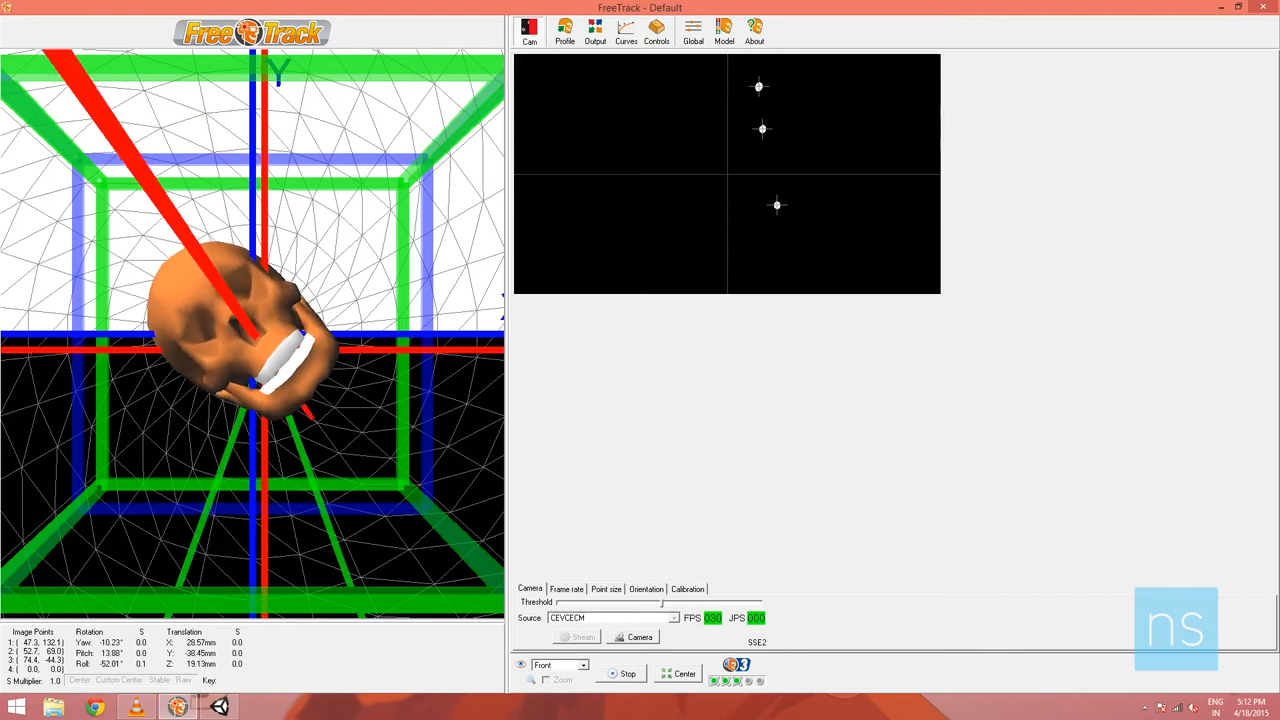 FreeTrack - Default
FreeTrack
Cam Profile Output Curves Controls Global Model About
Y
Camera Frame rate Point size Orientation Calibration
Threshold
Source CEVCECM FPS 030 JPS 000
Stream Camera
SSE2
ns
Image Points Rotation S Translation S
1: ( 47.3, 132.1) Yaw: -10.23° 0.0 X: 28.57mm 0.0
2: ( 52.7, 69.0) Pitch: 13.88° 0.0 Y: -38.45mm 0.0
3: ( 74.4, -44.3) Roll: -52.01° 0.1 Z: 19.13mm 0.0
4: ( 0.0, 0.0)
S Multiplier: 1.0 Center Custom Center Stable Raw Key:
Front Stop Center 3
Zoom
ENG 5:12 PM
IN 4/18/2015